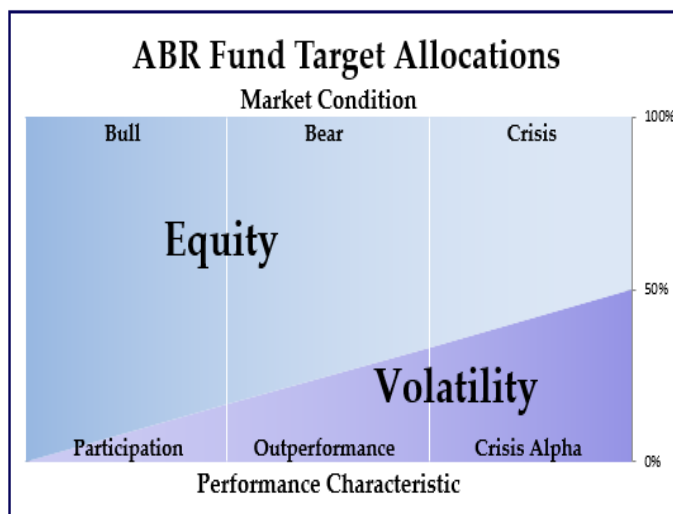 ABR Fund Target Allocations
Market Condition
Bull Bear Crisis 100%
Equity
50%
Volatility
Participation Outperformance Crisis Alpha 0%
Performance Characteristic